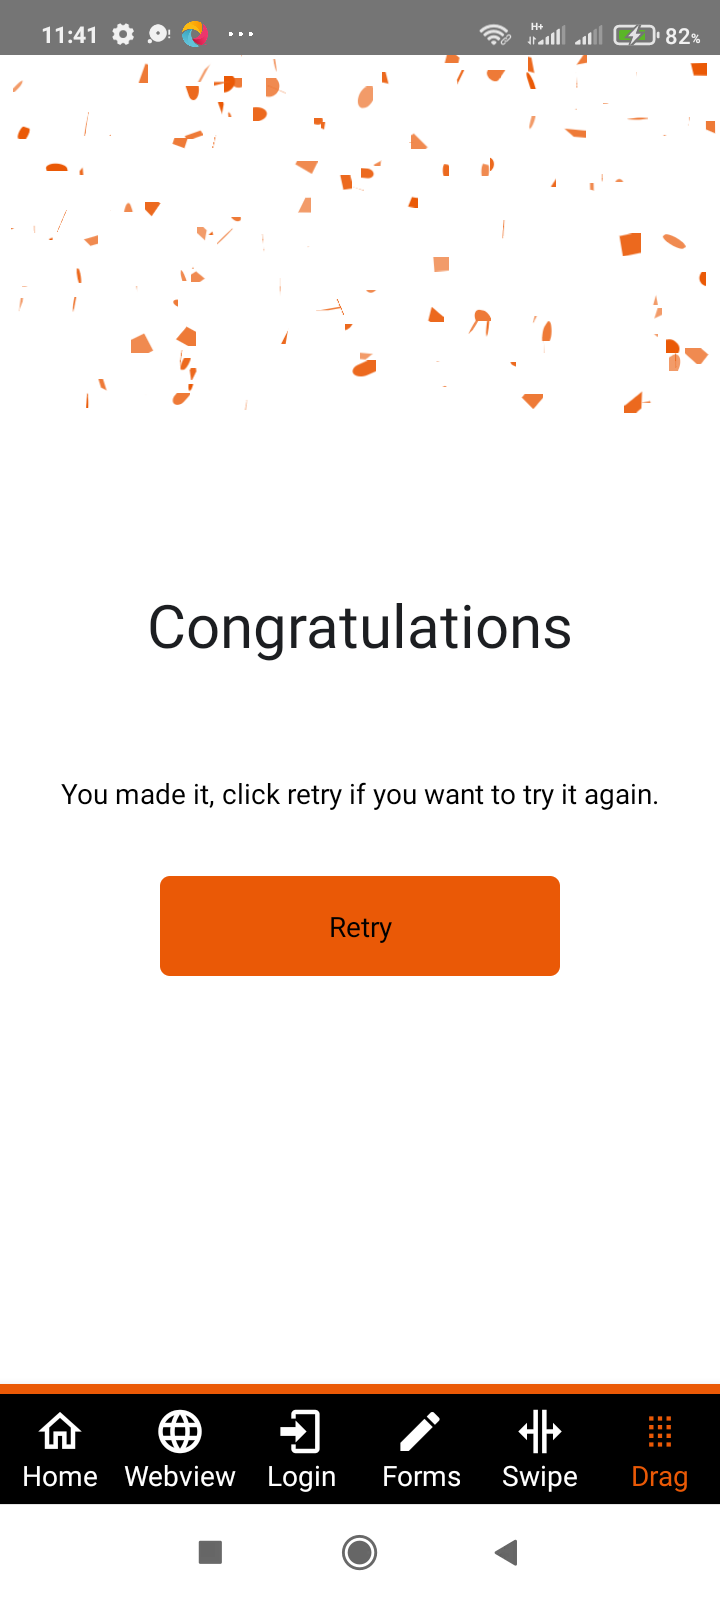 11:41
H+
82%
Congratulations
You made it, click retry if you want to try it again.
Retry
Home Webview Login Forms Swipe Drag